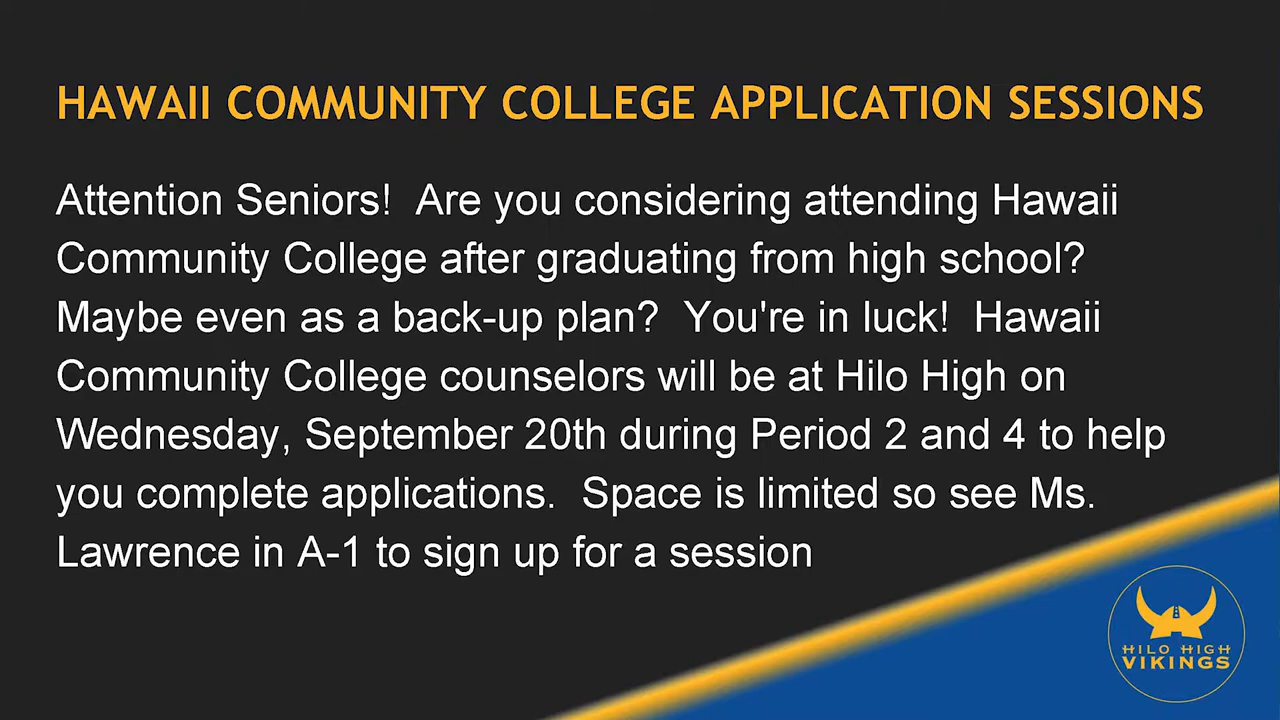 HAWAII COMMUNITY COLLEGE APPLICATION SESSIONS
Attention Seniors!  Are you considering attending Hawaii
Community College after graduating from high school?
Maybe even as a back-up plan?  You're in luck!  Hawaii
Community College counselors will be at Hilo High on
Wednesday, September 20th during Period 2 and 4 to help
you complete applications.  Space is limited so see Ms.
Lawrence in A-1 to sign up for a session
HILO HIGH
VIKINGS